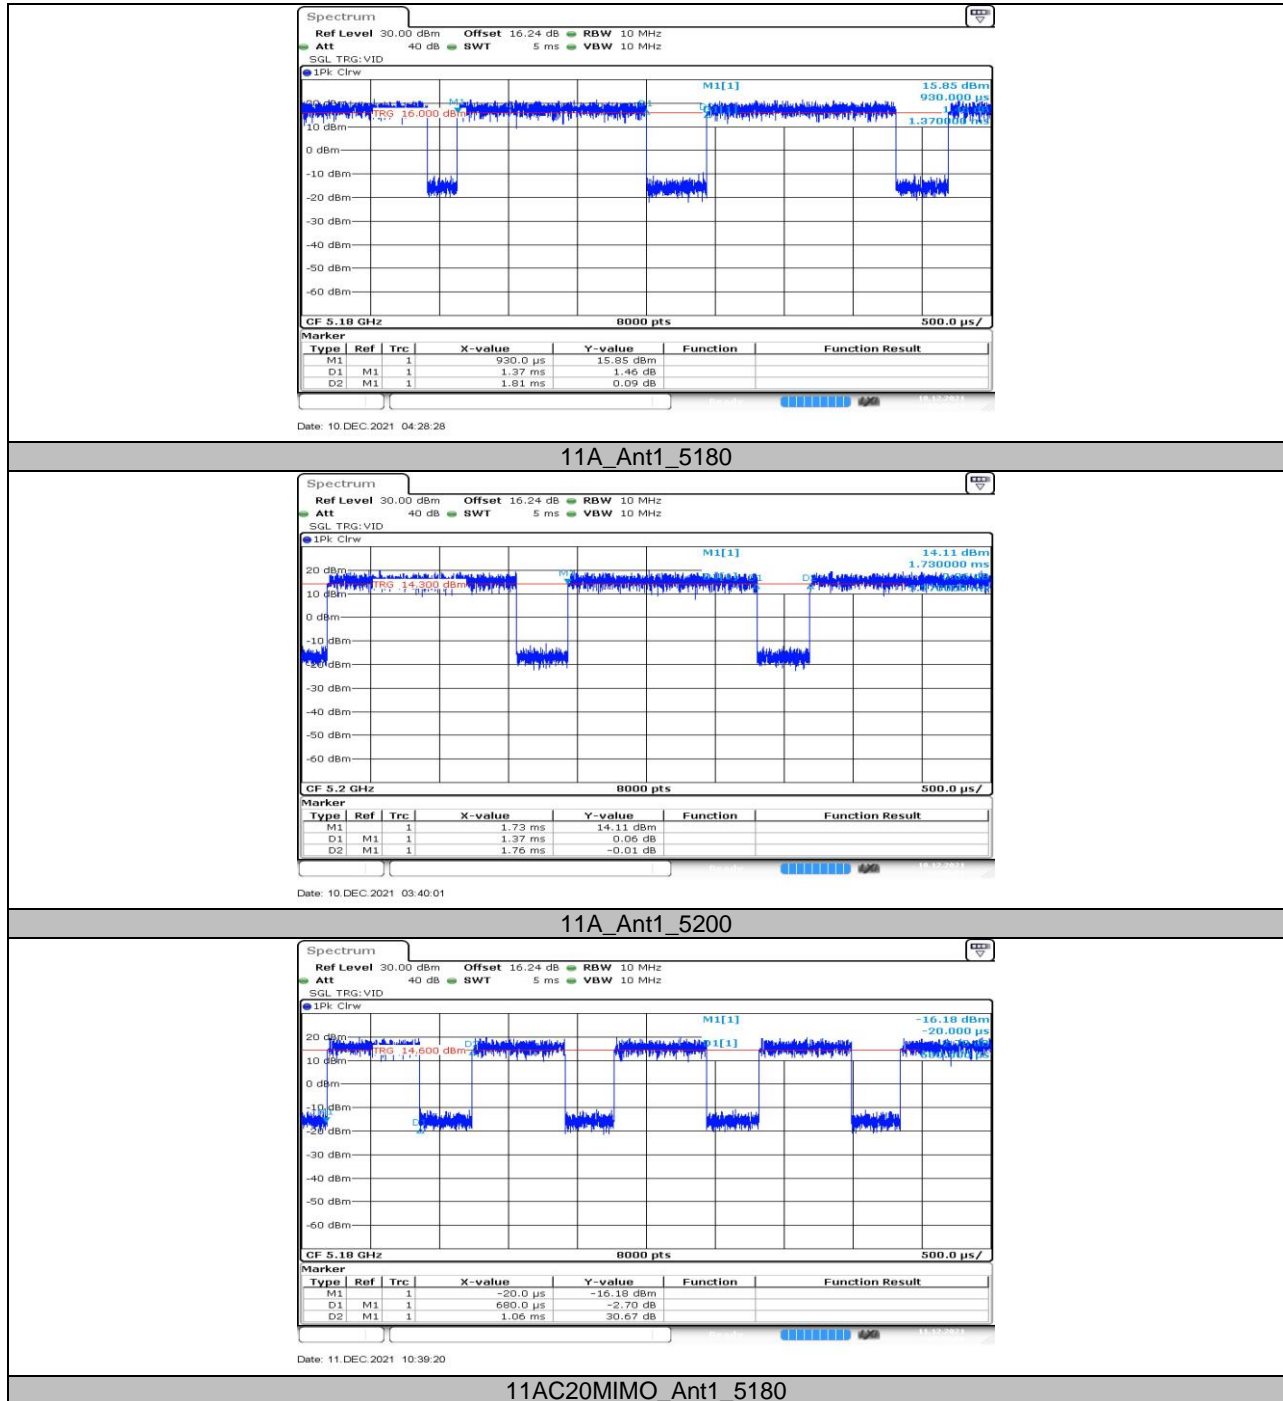 Spectrum
Ref Level 30.00 dBm Offset 16.24 dB RBW 10 MHz
Att 40 dB SWT 5 ms VBW 10 MHz
SGL TRG:VID
1Pk Clrw
M1[1] 15.85 dBm
930.000 µs
TRG 16.000 dBm
1.370000 ms
10 dBm
0 dBm
-10 dBm
-20 dBm
-30 dBm
-40 dBm
-50 dBm
-60 dBm
CF 5.18 GHz 8000 pts 500.0 µs/
Marker
Type Ref Trc X-value Y-value Function Function Result
M1 1 930.0 µs 15.85 dBm
D1 M1 1 1.37 ms 1.46 dB
D2 M1 1 1.81 ms 0.09 dB
Date: 10.DEC.2021 04:28:28
11A_Ant1_5180
Spectrum
Ref Level 30.00 dBm Offset 16.24 dB RBW 10 MHz
Att 40 dB SWT 5 ms VBW 10 MHz
SGL TRG:VID
1Pk Clrw
M1[1] 14.11 dBm
1.730000 ms
20 dBm
TRG 14.300 dBm
10 dBm
0 dBm
-10 dBm
-20 dBm
-30 dBm
-40 dBm
-50 dBm
-60 dBm
CF 5.2 GHz 8000 pts 500.0 µs/
Marker
Type Ref Trc X-value Y-value Function Function Result
M1 1 1.73 ms 14.11 dBm
D1 M1 1 1.37 ms 0.06 dB
D2 M1 1 1.76 ms -0.01 dB
Date: 10.DEC.2021 03:40:01
11A_Ant1_5200
Spectrum
Ref Level 30.00 dBm Offset 16.24 dB RBW 10 MHz
Att 40 dB SWT 5 ms VBW 10 MHz
SGL TRG:VID
1Pk Clrw
M1[1] -16.18 dBm
-20.000 µs
20 dBm
D1[1]
TRG 14.600 dBm
10 dBm
0 dBm
-10 dBm
-20 dBm
-30 dBm
-40 dBm
-50 dBm
-60 dBm
CF 5.18 GHz 8000 pts 500.0 µs/
Marker
Type Ref Trc X-value Y-value Function Function Result
M1 1 -20.0 µs -16.18 dBm
D1 M1 1 680.0 µs -2.70 dB
D2 M1 1 1.06 ms 30.67 dB
Date: 11.DEC.2021 10:39:20
11AC20MIMO_Ant1_5180